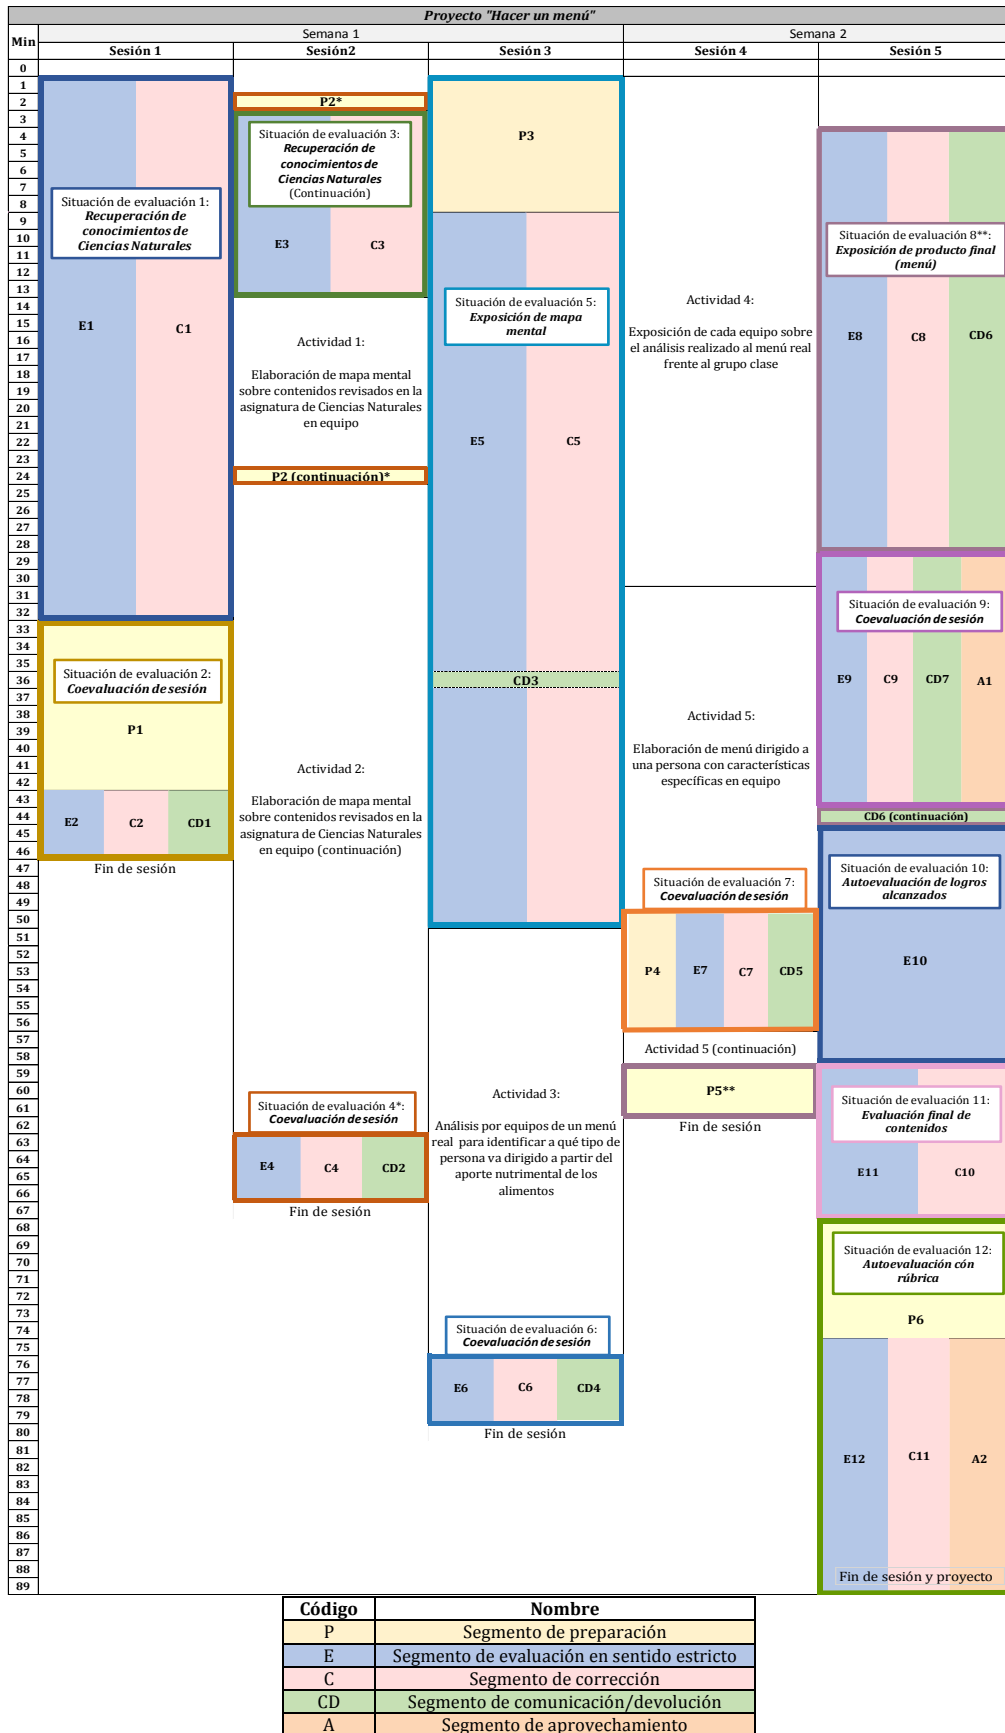 Proyecto "Hacer un menú"
Min
Semana 1
Semana 2
Sesión 1
Sesión2
Sesión 3
Sesión 4
Sesión 5
0
1
2
3
4
5
6
7
8
9
10
11
12
13
14
15
16
17
18
19
20
21
22
23
24
25
26
27
28
29
30
31
32
33
34
35
36
37
38
39
40
41
42
43
44
45
46
47
48
49
50
51
52
53
54
55
56
57
58
59
60
61
62
63
64
65
66
67
68
69
70
71
72
73
74
75
76
77
78
79
80
81
82
83
84
85
86
87
88
89
Situación de evaluación 1:
Recuperación de
conocimientos de
Ciencias Naturales
E1
C1
Situación de evaluación 2:
Coevaluación de sesión
P1
E2
C2
CD1
Fin de sesión
P2*
Situación de evaluación 3:
Recuperación de
conocimientos de
Ciencias Naturales
(Continuación)
E3
C3
Actividad 1:
Elaboración de mapa mental
sobre contenidos revisados en la
asignatura de Ciencias Naturales
en equipo
P2 (continuación)*
Actividad 2:
Elaboración de mapa mental
sobre contenidos revisados en la
asignatura de Ciencias Naturales
en equipo (continuación)
Situación de evaluación 4*:
Coevaluación de sesión
E4
C4
CD2
Fin de sesión
P3
Situación de evaluación 5:
Exposición de mapa
mental
E5
C5
CD3
Actividad 3:
Análisis por equipos de un menú
real para identificar a qué tipo de
persona va dirigido a partir del
aporte nutrimental de los
alimentos
Situación de evaluación 6:
Coevaluación de sesión
E6
C6
CD4
Fin de sesión
Actividad 4:
Exposición de cada equipo sobre
el análisis realizado al menú real
frente al grupo clase
Actividad 5:
Elaboración de menú dirigido a
una persona con características
específicas en equipo
Situación de evaluación 7:
Coevaluación de sesión
P4
E7
C7
CD5
Actividad 5 (continuación)
P5**
Fin de sesión
Situación de evaluación 8**:
Exposición de producto final
(menú)
E8
C8
CD6
Situación de evaluación 9:
Coevaluación de sesión
E9
C9
CD7
A1
CD6 (continuación)
Situación de evaluación 10:
Autoevaluación de logros
alcanzados
E10
Situación de evaluación 11:
Evaluación final de
contenidos
E11
C10
Situación de evaluación 12:
Autoevaluación cón
rúbrica
P6
E12
C11
A2
Fin de sesión y proyecto
Código Nombre
P Segmento de preparación
E Segmento de evaluación en sentido estricto
C Segmento de corrección
CD Segmento de comunicación/devolución
A Segmento de aprovechamiento